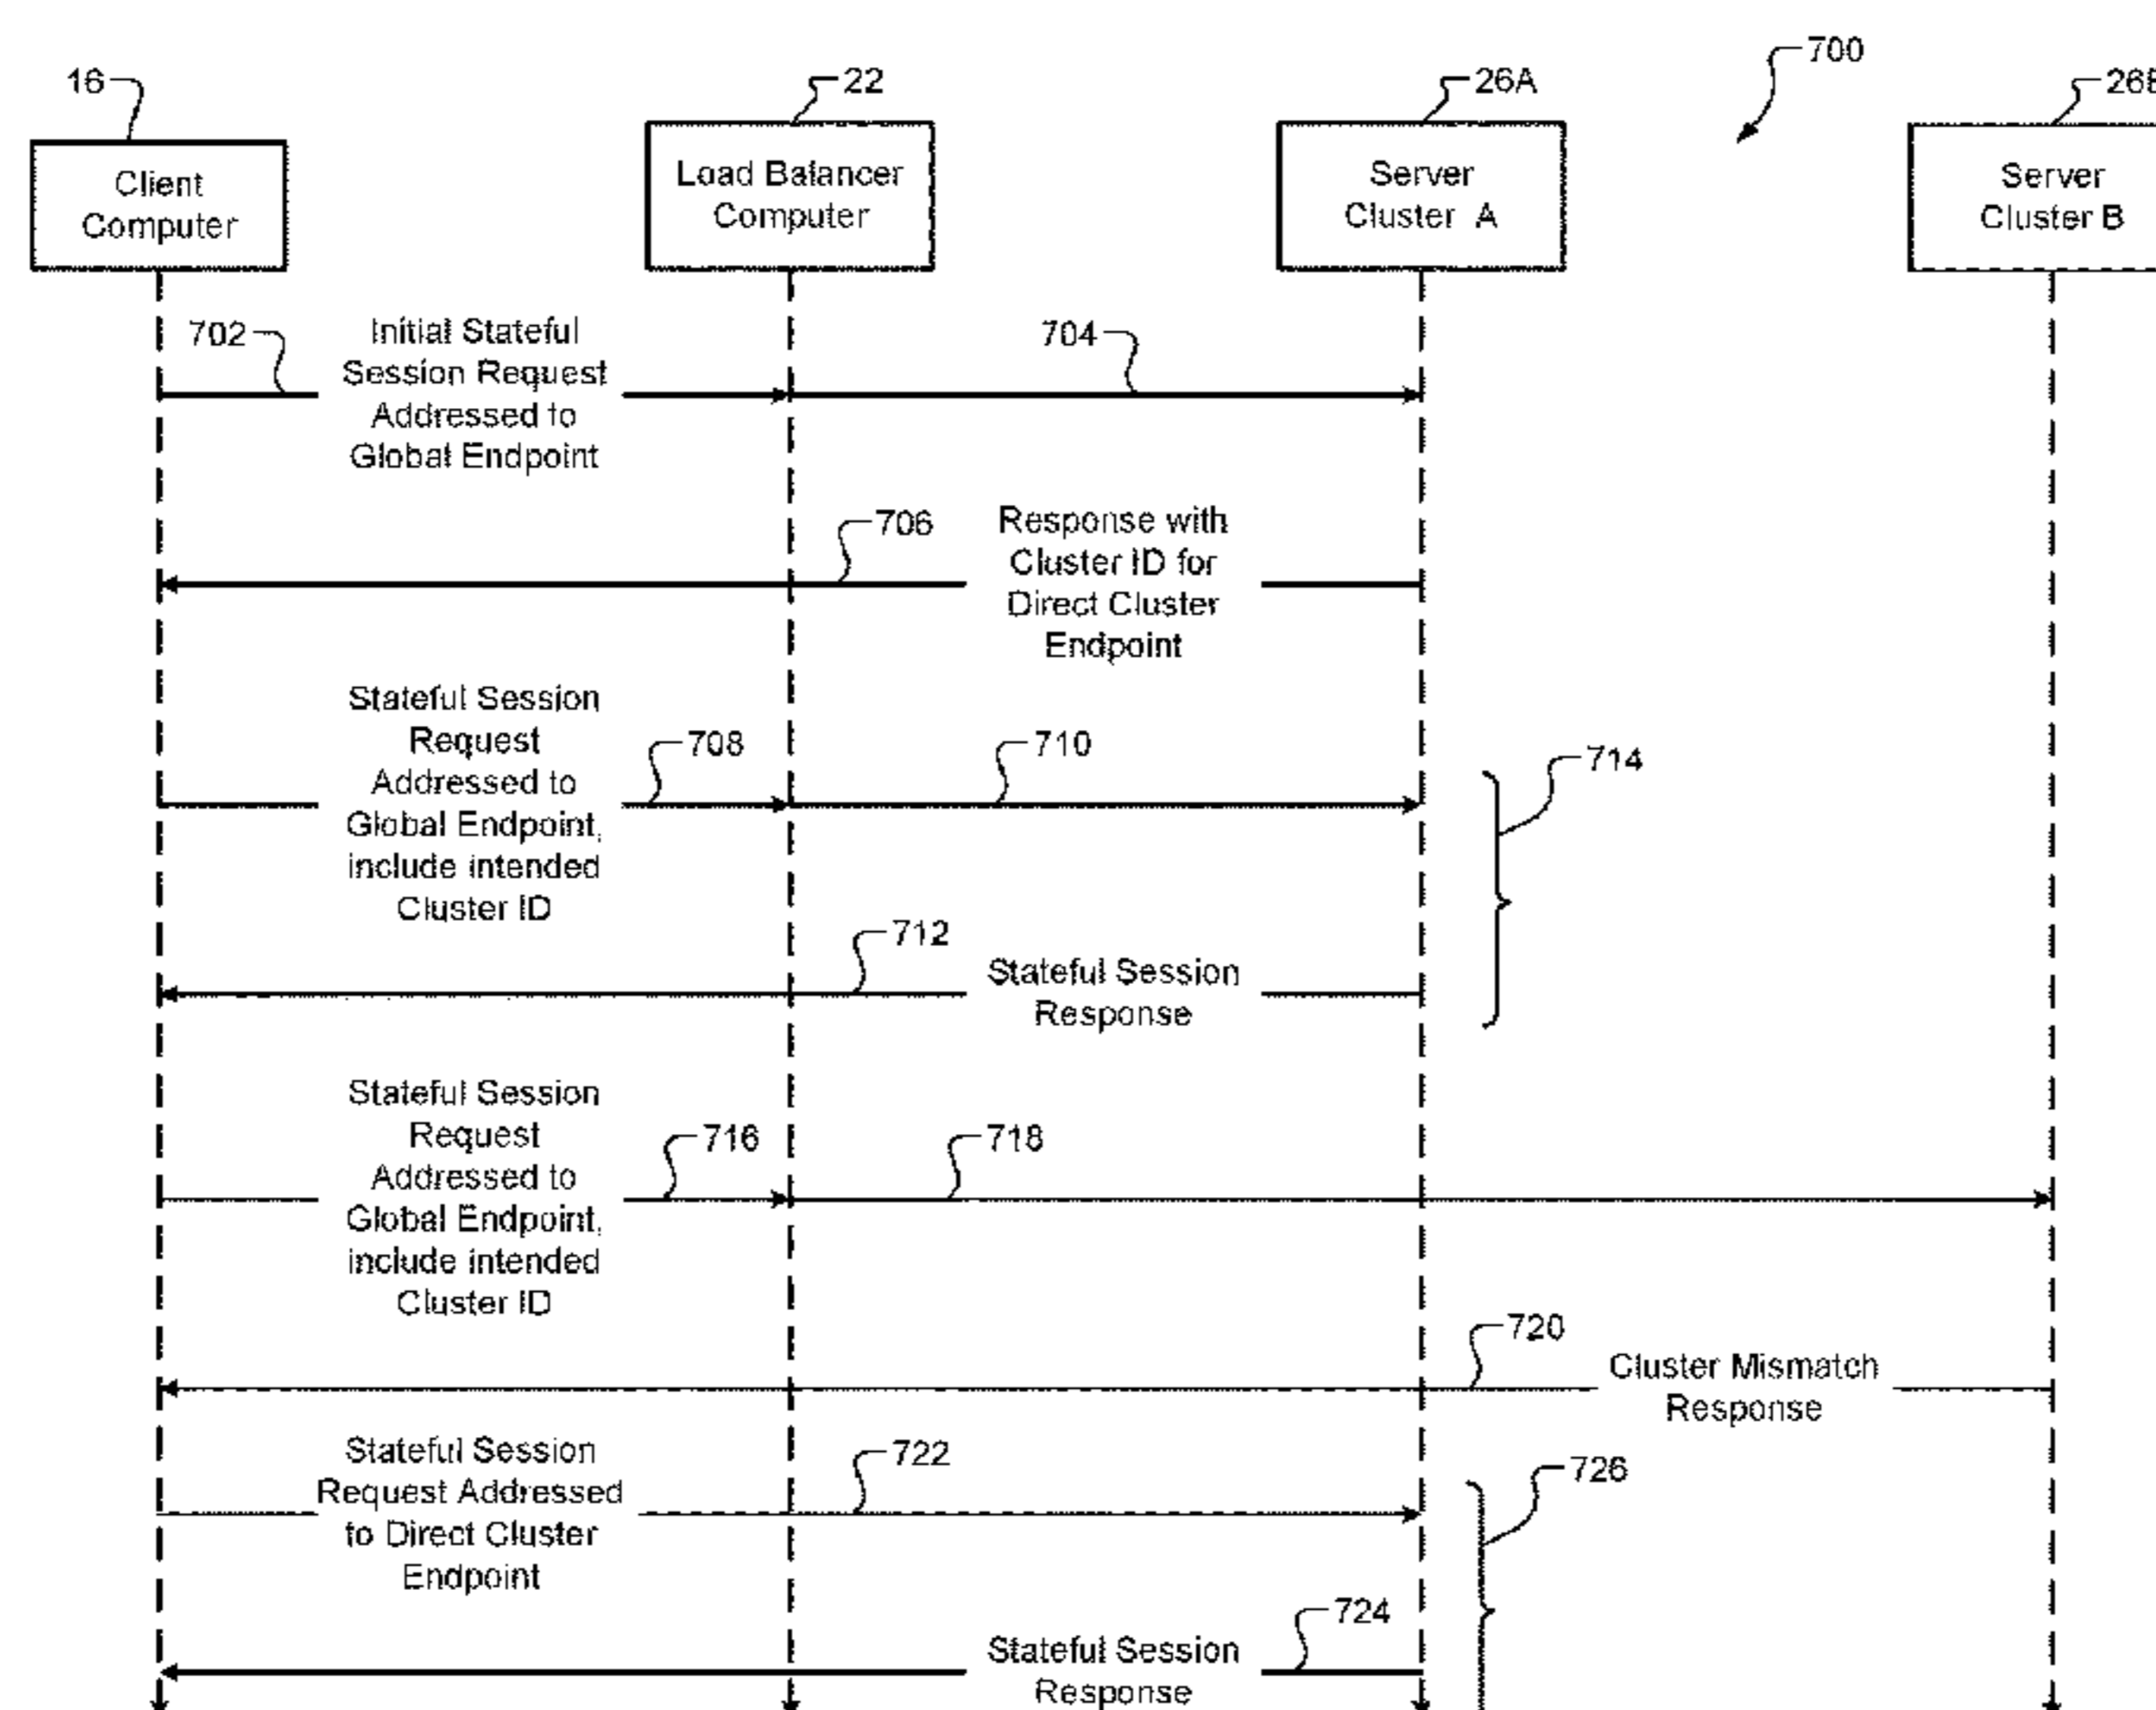 700
16
22
26A
26B
Client
Computer
Load Balancer
Computer
Server
Cluster A
Server
Cluster B
702
Initial Stateful
Session Request
Addressed to
Global Endpoint
704
706
Response with
Cluster ID for
Direct Cluster
Endpoint
Stateful Session
Request
Addressed to
Global Endpoint,
include intended
Cluster ID
708
710
714
712
Stateful Session
Response
Stateful Session
Request
Addressed to
Global Endpoint,
include intended
Cluster ID
716
718
720
Cluster Mismatch
Response
Stateful Session
Request Addressed
to Direct Cluster
Endpoint
722
726
724
Stateful Session
Response